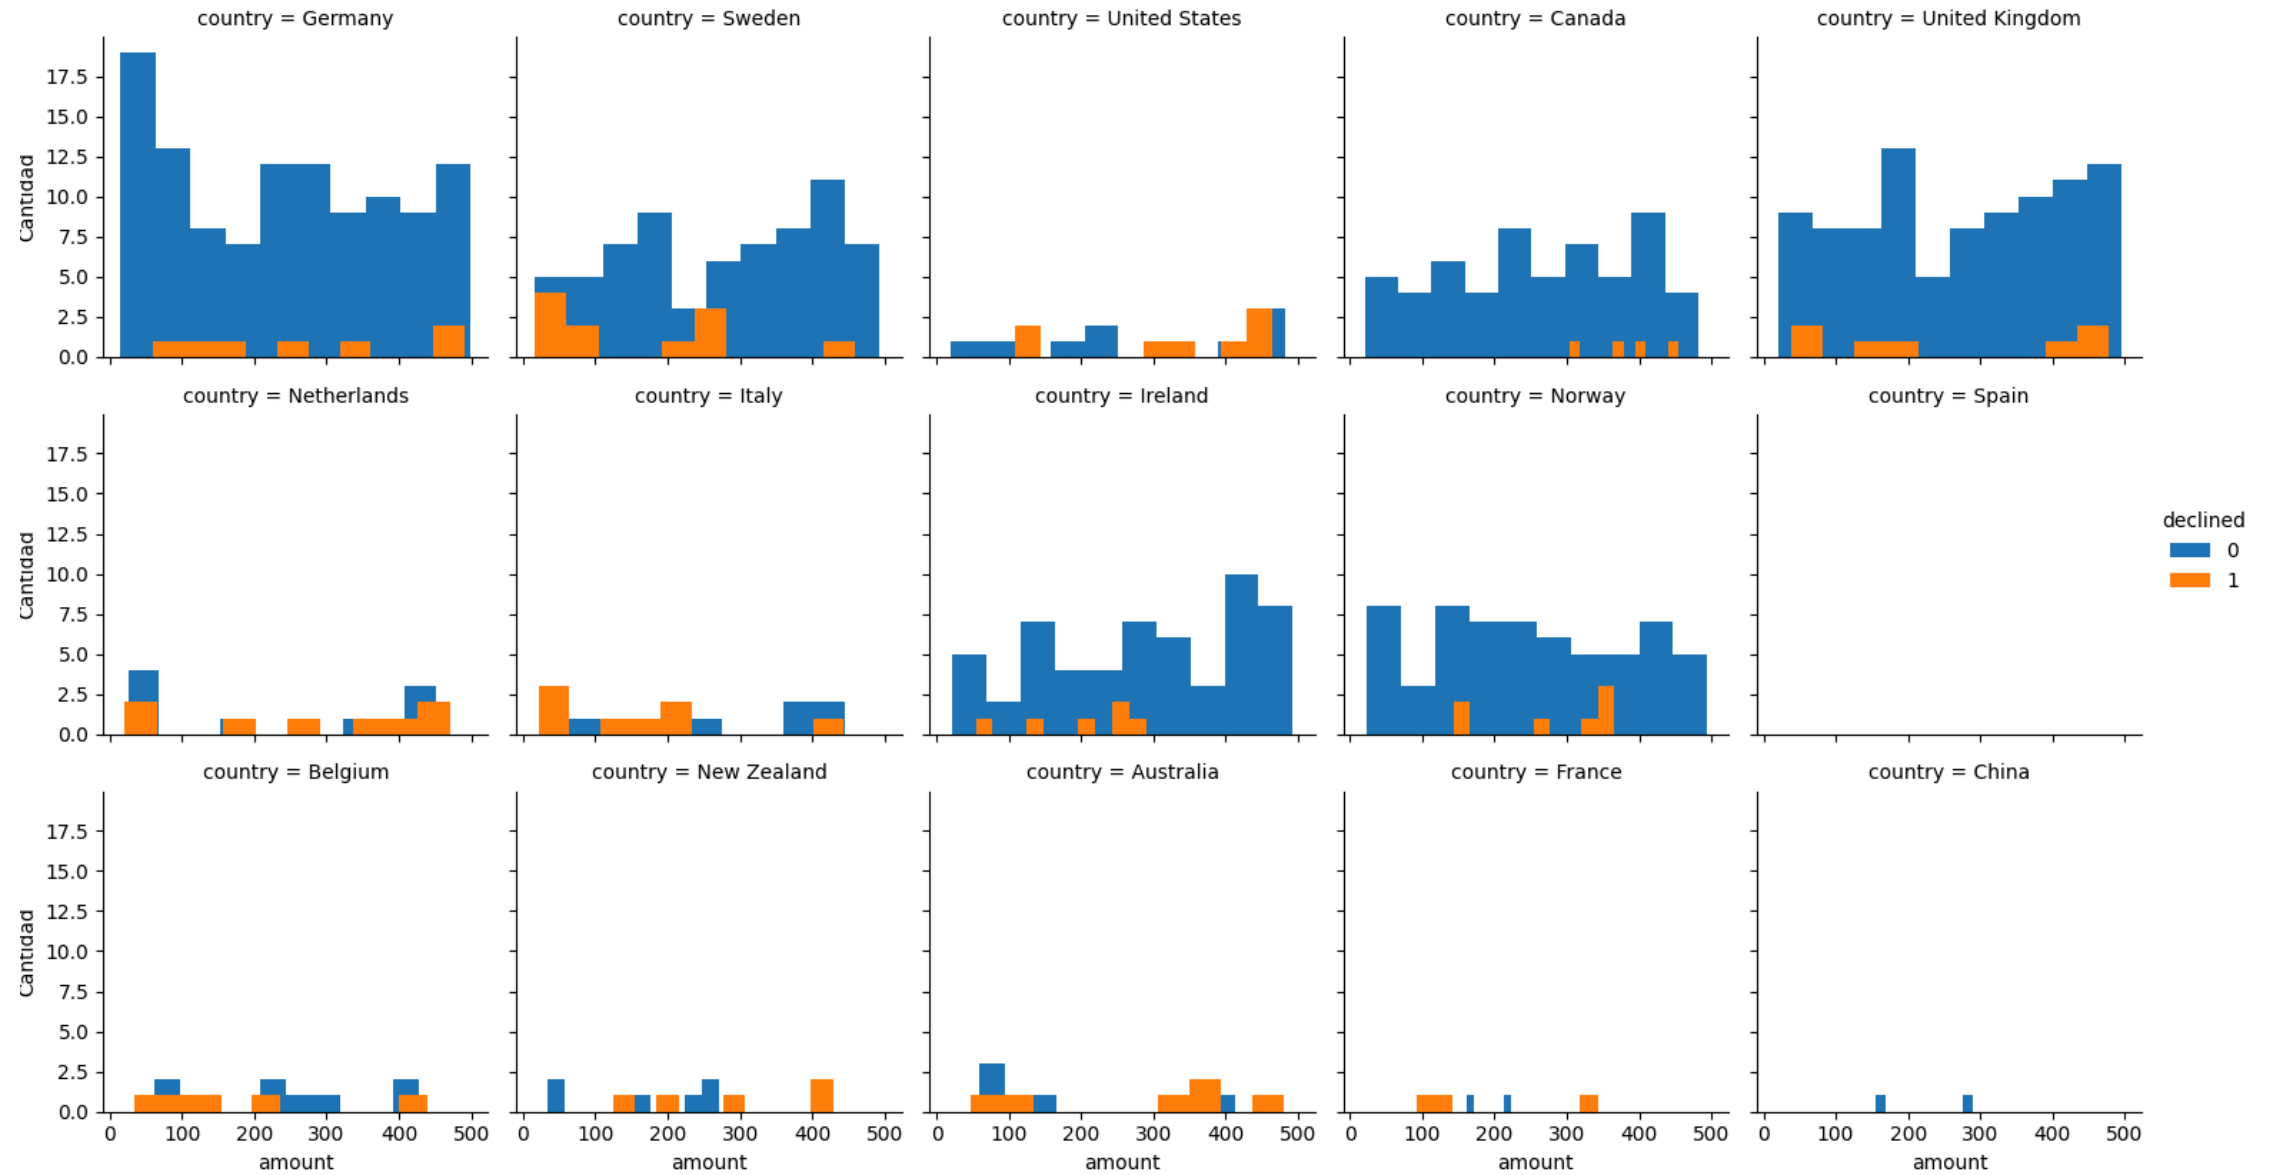 country = Germany
country = Sweden
country = United States
country = Canada
country = United Kingdom
17.5
15.0
12.5
10.0
7.5
5.0
2.5
0.0
Cantidad
country = Netherlands
country = Italy
country = Ireland
country = Norway
country = Spain
17.5
15.0
12.5
10.0
7.5
5.0
2.5
0.0
Cantidad
declined
0
1
country = Belgium
country = New Zealand
country = Australia
country = France
country = China
17.5
15.0
12.5
10.0
7.5
5.0
2.5
0.0
Cantidad
0 100 200 300 400 500
0 100 200 300 400 500
0 100 200 300 400 500
0 100 200 300 400 500
0 100 200 300 400 500
amount
amount
amount
amount
amount